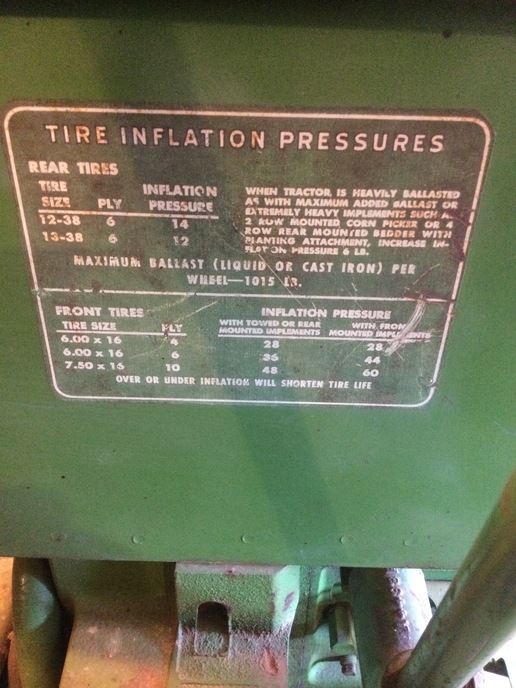 TIRE INFLATION PRESSURES
REAR TIRES
TIRE SIZE PLY INFLATION PRESSURE
12-38 6 14
13-38 6 12
WHEN TRACTOR IS HEAVILY BALLASTED
AS WITH MAXIMUM ADDED BALLAST OR
EXTREMELY HEAVY IMPLEMENTS SUCH AS
2 ROW MOUNTED CORN PICKER OR 4
ROW REAR MOUNTED BEDDER WITH
PLANTING ATTACHMENT, INCREASE IN-
FLATION PRESSURE 6 LB.
MAXIMUM BALLAST (LIQUID OR CAST IRON) PER
WHEEL—1015 LB.
FRONT TIRES INFLATION PRESSURE
TIRE SIZE PLY WITH TOWED OR REAR MOUNTED IMPLEMENTS WITH FRONT MOUNTED IMPLEMENTS
6.00 x 16 4 28 28
6.00 x 16 6 36 44
7.50 x 16 10 48 60
OVER OR UNDER INFLATION WILL SHORTEN TIRE LIFE